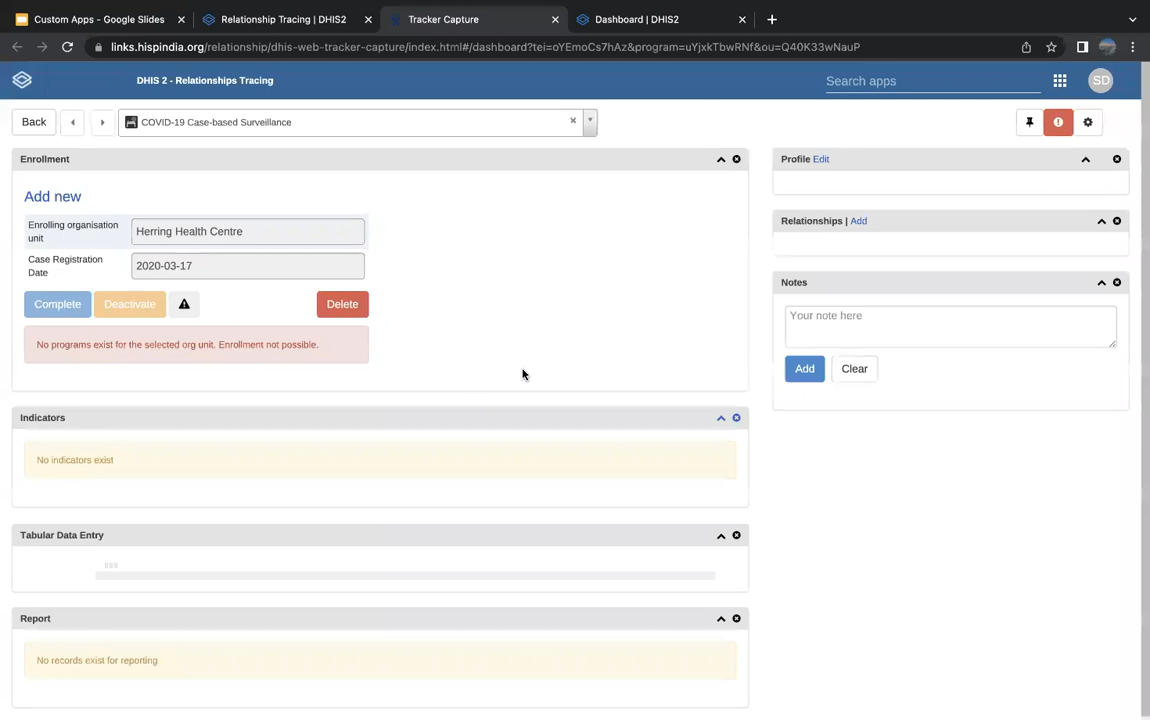 Custom Apps - Google Slides
Relationship Tracing | DHIS2
Tracker Capture
Dashboard | DHIS2
links.hispindia.org/relationship/dhis-web-tracker-capture/index.html#/dashboard?tei=oYEmoCs7hAz&program=uYjxkTbwRNf&ou=Q40K33wNauP
DHIS 2 - Relationships Tracing
Search apps
SD
Back
COVID-19 Case-based Surveillance
Enrollment
Add new
Enrolling organisation
unit
Herring Health Centre
Case Registration
Date
2020-03-17
Complete
Deactivate
Delete
No programs exist for the selected org unit. Enrollment not possible.
Indicators
No indicators exist
Tabular Data Entry
Report
No records exist for reporting
Profile Edit
Relationships | Add
Notes
Your note here
Add
Clear